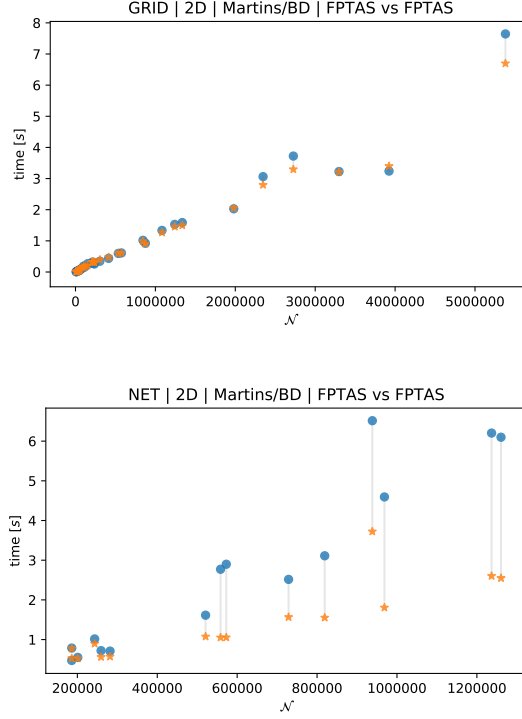 GRID | 2D | Martins/BD | FPTAS vs FPTAS
8
7
6
5
4
3
2
1
0
time [s]
0 1000000 2000000 3000000 4000000 5000000
𝒩
NET | 2D | Martins/BD | FPTAS vs FPTAS
6
5
4
3
2
1
time [s]
200000 400000 600000 800000 1000000 1200000
𝒩